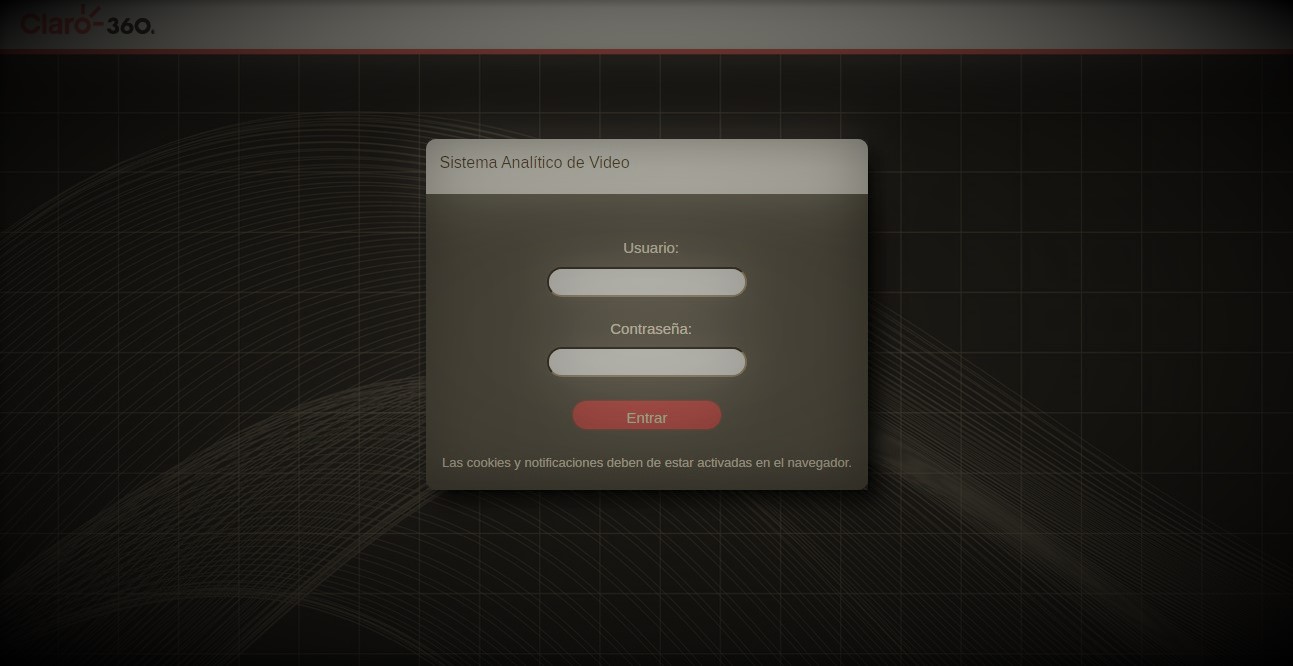 Claro-360.
Sistema Analítico de Video
Usuario:
Contraseña:
Entrar
Las cookies y notificaciones deben de estar activadas en el navegador.